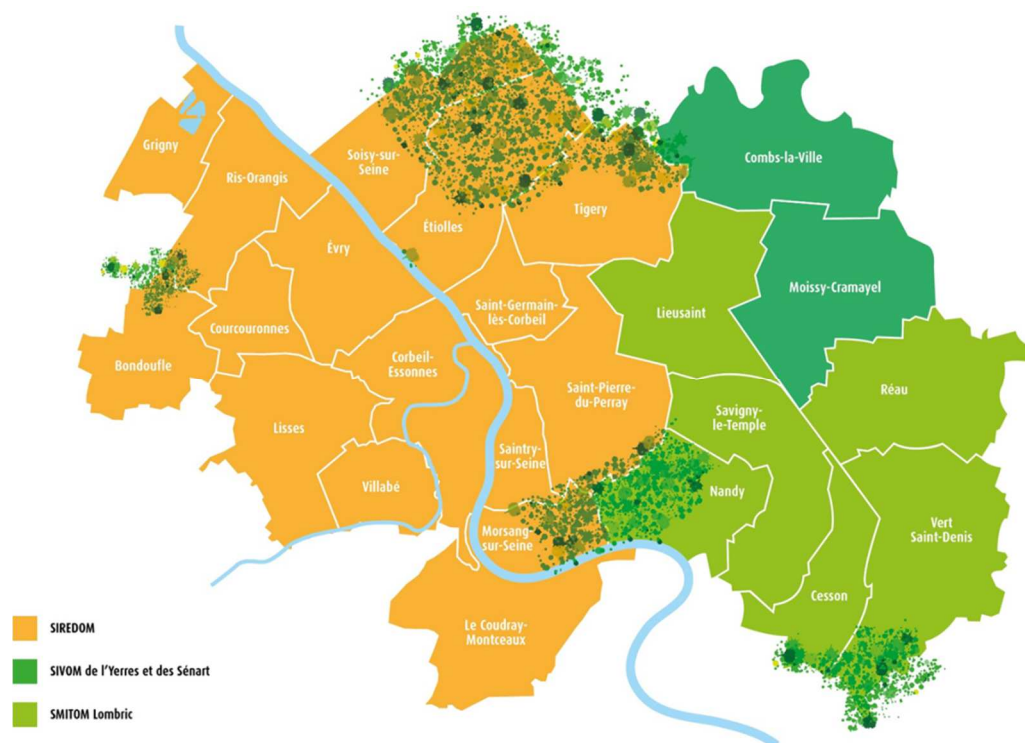 Grigny
Ris-Orangis
Soisy-sur-
Seine
Combs-la-Ville
Étiolles
Tigery
Évry
Moissy-Cramayel
Saint-Germain-
lès-Corbeil
Lieusaint
Courcouronnes
Bondoufle
Corbeil-
Essonnes
Saint-Pierre-
du-Perray
Réau
Savigny-
le-Temple
Lisses
Saintry-
sur-Seine
Villabé
Nandy
Morsang-
sur-Seine
Vert
Saint-Denis
Cesson
Le Coudray-
Montceaux
SIREDOM
SIVOM de l'Yerres et des Sénart
SMITOM Lombric